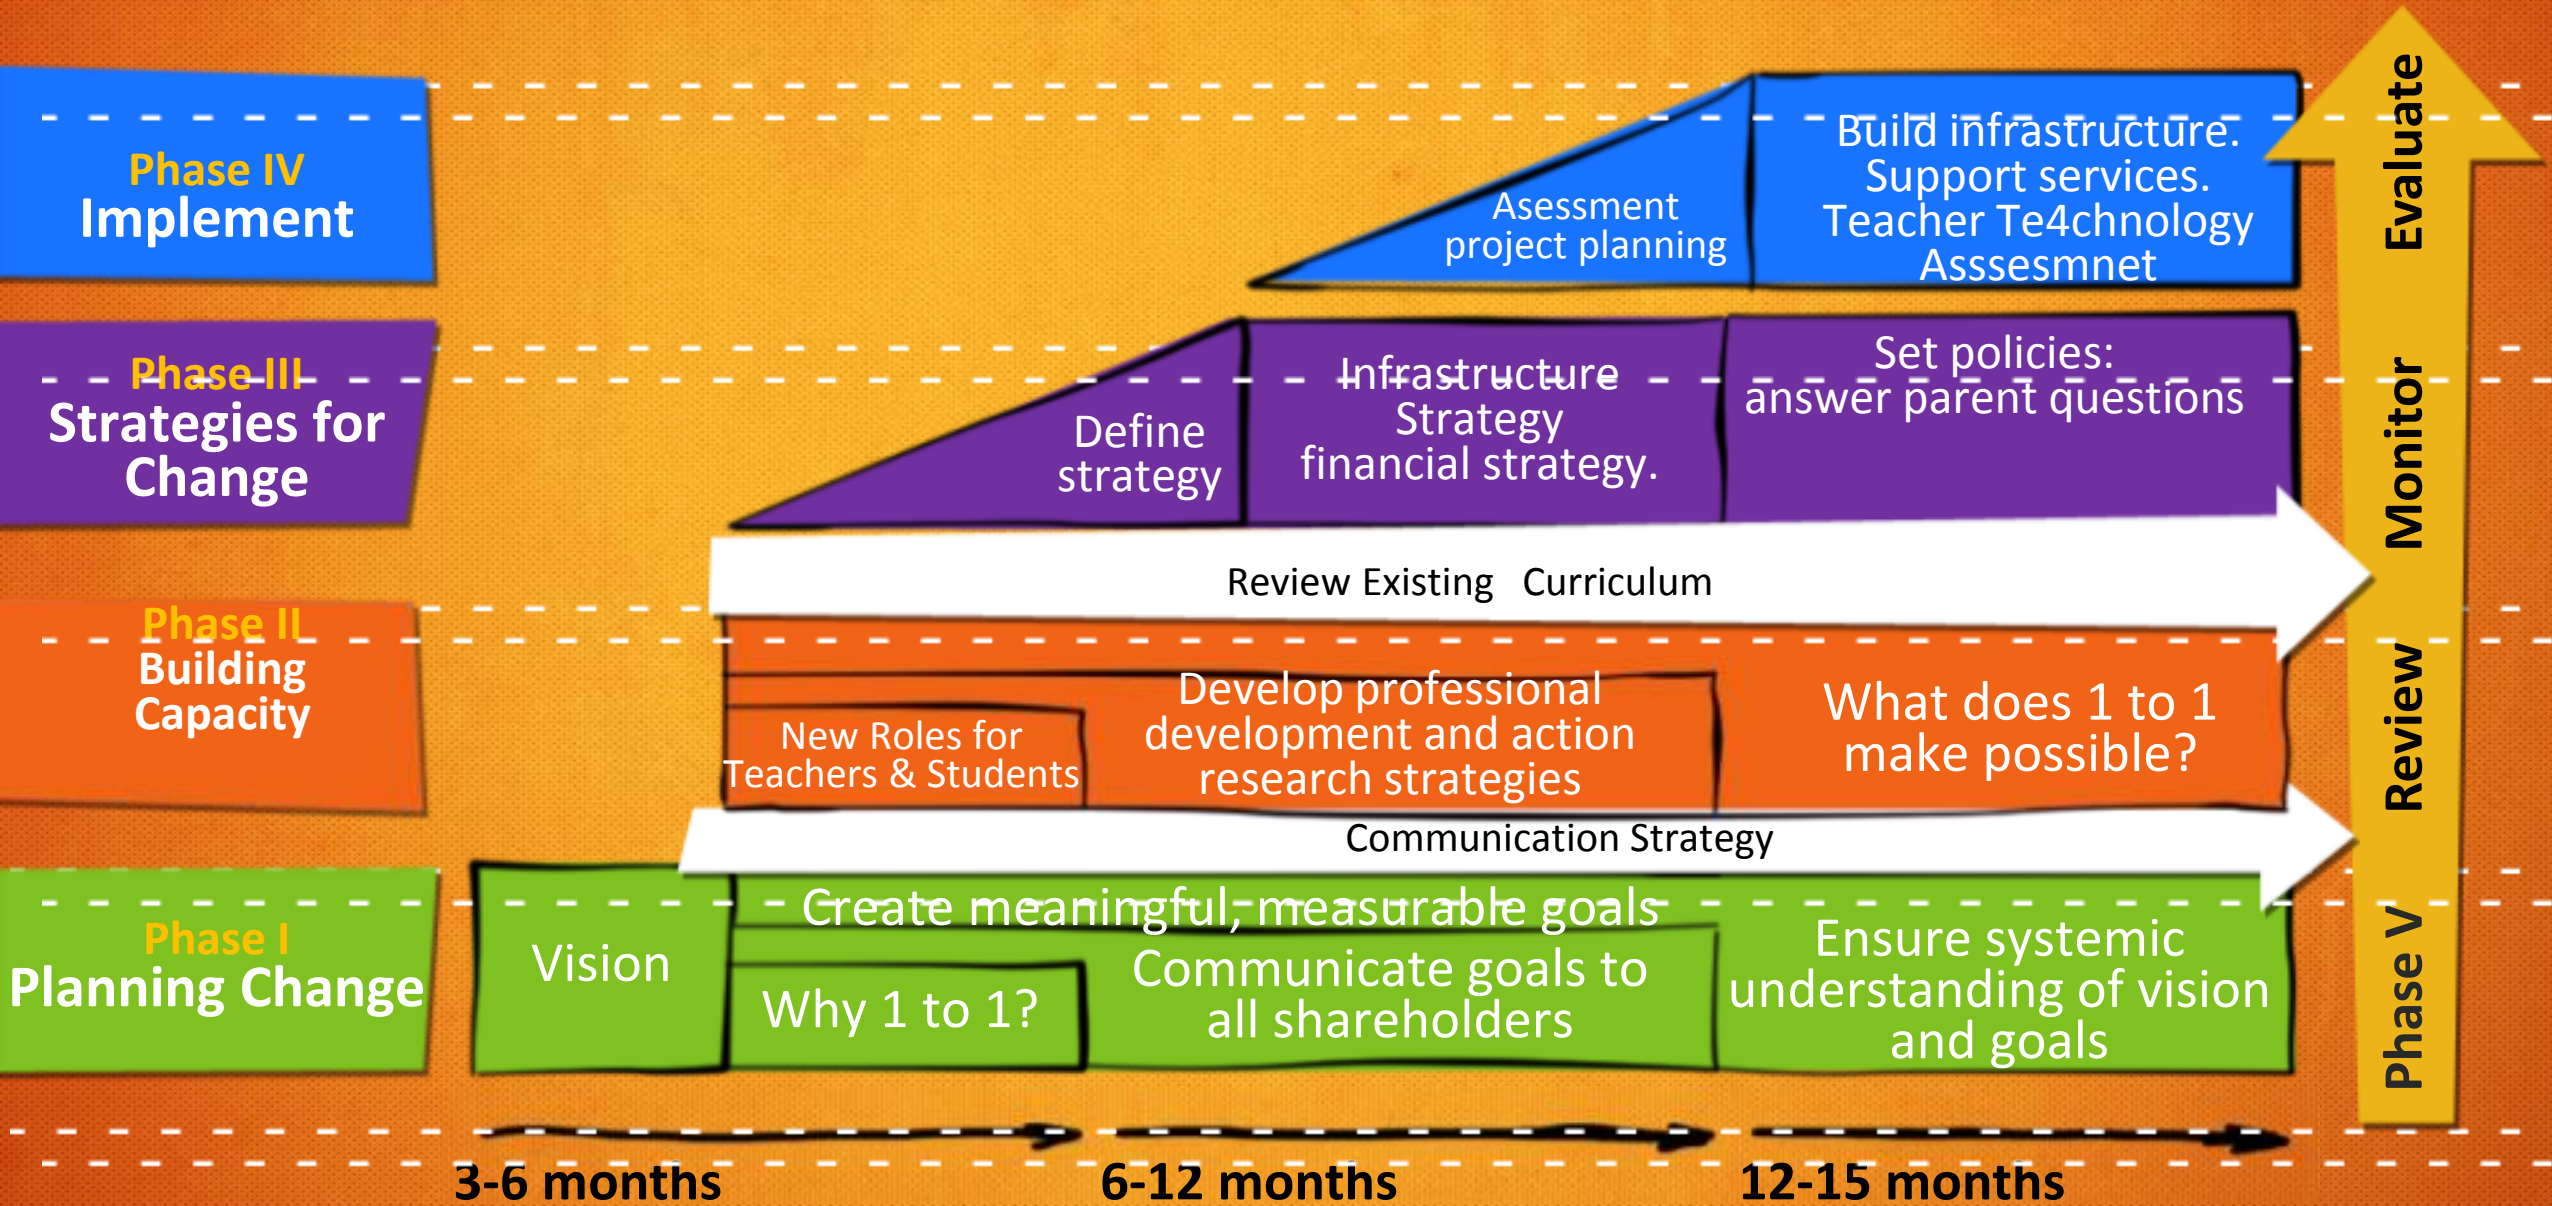 Phase IV
Implement
Asessment
project planning
Build infrastructure.
Support services.
Teacher Te4chnology
Asssesmnet
Phase III
Strategies for
Change
Define
strategy
Infrastructure
Strategy
financial strategy.
Set policies:
answer parent questions
Review Existing Curriculum
Phase II
Building
Capacity
New Roles for
Teachers & Students
Develop professional
development and action
research strategies
What does 1 to 1
make possible?
Communication Strategy
Phase I
Planning Change
Vision
Create meaningful, measurable goals
Why 1 to 1?
Communicate goals to
all shareholders
Ensure systemic
understanding of vision
and goals
3-6 months
6-12 months
12-15 months
Phase V Review Monitor Evaluate